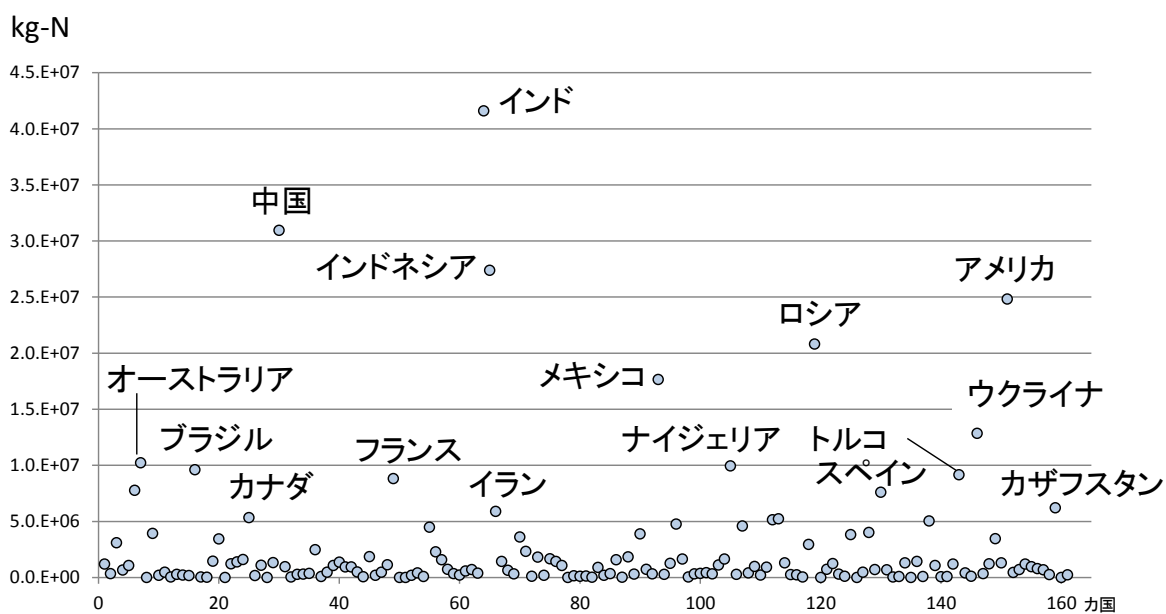 kg-N
4.5.E+07
4.0.E+07
3.5.E+07
3.0.E+07
2.5.E+07
2.0.E+07
1.5.E+07
1.0.E+07
5.0.E+06
0.0.E+00
インド
中国
インドネシア
アメリカ
ロシア
メキシコ
オーストラリア
ウクライナ
ブラジル
フランス
ナイジェリア
トルコ
カナダ
イラン
スペイン
カザフスタン
0 20 40 60 80 100 120 140 160 カ国